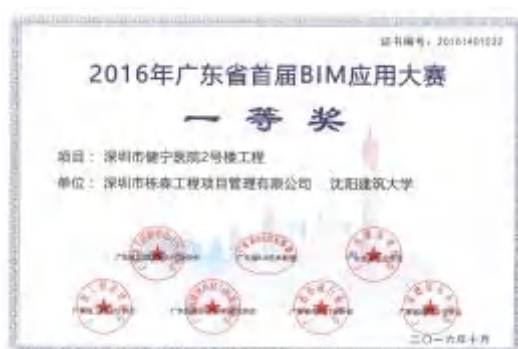 证书编号：20161401022
2016年广东省首届BIM应用大赛
一等奖
项目：深圳市健宁医院2号楼工程
单位：深圳市栋森工程项目管理有限公司 沈阳建筑大学
二〇一六年十月